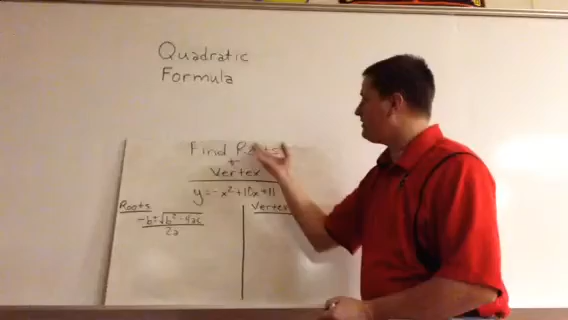 Quadratic
Formula
Find Roots
+
Vertex
y=-x²+10x+11
Roots
Vertex
-b±√b²-4ac
2a